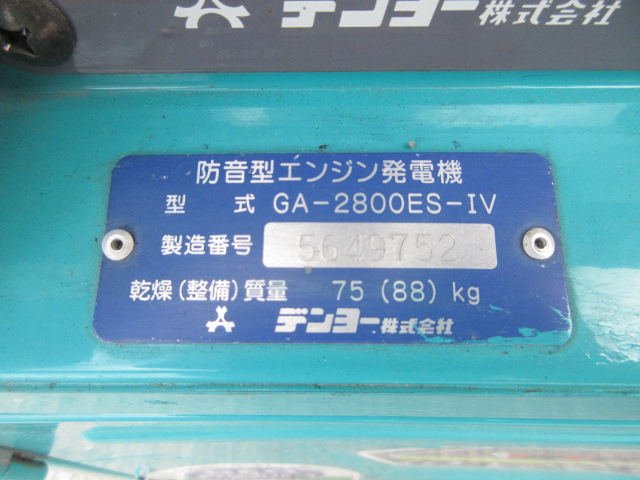 デンヨー株式会社
防音型エンジン発電機
型 式 GA-2800ES-IV
製造番号 5649752
乾燥(整備)質量 75 (88) kg
デンヨー株式会社